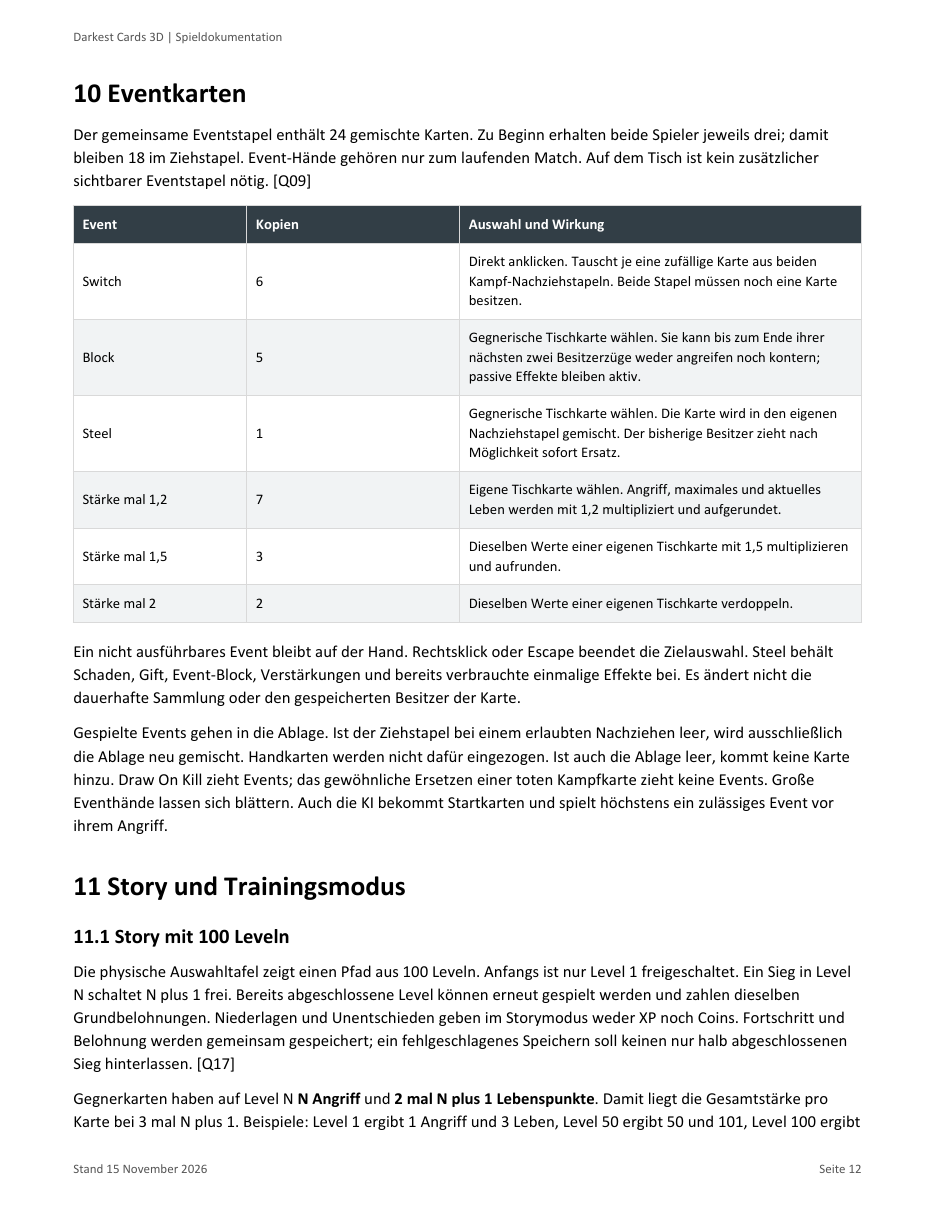 Darkest Cards 3D | Spieldokumentation
10 Eventkarten
Der gemeinsame Eventstapel enthält 24 gemischte Karten. Zu Beginn erhalten beide Spieler jeweils drei; damit
bleiben 18 im Ziehstapel. Event-Hände gehören nur zum laufenden Match. Auf dem Tisch ist kein zusätzlicher
sichtbarer Eventstapel nötig. [Q09]
Event Kopien Auswahl und Wirkung
Switch 6 Direkt anklicken. Tauscht je eine zufällige Karte aus beiden
Kampf-Nachziehstapeln. Beide Stapel müssen noch eine Karte
besitzen.
Block 5 Gegnerische Tischkarte wählen. Sie kann bis zum Ende ihrer
nächsten zwei Besitzerzüge weder angreifen noch kontern;
passive Effekte bleiben aktiv.
Steel 1 Gegnerische Tischkarte wählen. Die Karte wird in den eigenen
Nachziehstapel gemischt. Der bisherige Besitzer zieht nach
Möglichkeit sofort Ersatz.
Stärke mal 1,2 7 Eigene Tischkarte wählen. Angriff, maximales und aktuelles
Leben werden mit 1,2 multipliziert und aufgerundet.
Stärke mal 1,5 3 Dieselben Werte einer eigenen Tischkarte mit 1,5 multiplizieren
und aufrunden.
Stärke mal 2 2 Dieselben Werte einer eigenen Tischkarte verdoppeln.
Ein nicht ausführbares Event bleibt auf der Hand. Rechtsklick oder Escape beendet die Zielauswahl. Steel behält
Schaden, Gift, Event-Block, Verstärkungen und bereits verbrauchte einmalige Effekte bei. Es ändert nicht die
dauerhafte Sammlung oder den gespeicherten Besitzer der Karte.
Gespielte Events gehen in die Ablage. Ist der Ziehstapel bei einem erlaubten Nachziehen leer, wird ausschließlich
die Ablage neu gemischt. Handkarten werden nicht dafür eingezogen. Ist auch die Ablage leer, kommt keine Karte
hinzu. Draw On Kill zieht Events; das gewöhnliche Ersetzen einer toten Kampfkarte zieht keine Events. Große
Eventhände lassen sich blättern. Auch die KI bekommt Startkarten und spielt höchstens ein zulässiges Event vor
ihrem Angriff.
11 Story und Trainingsmodus
11.1 Story mit 100 Leveln
Die physische Auswahltafel zeigt einen Pfad aus 100 Leveln. Anfangs ist nur Level 1 freigeschaltet. Ein Sieg in Level
N schaltet N plus 1 frei. Bereits abgeschlossene Level können erneut gespielt werden und zahlen dieselben
Grundbelohnungen. Niederlagen und Unentschieden geben im Storymodus weder XP noch Coins. Fortschritt und
Belohnung werden gemeinsam gespeichert; ein fehlgeschlagenes Speichern soll keinen nur halb abgeschlossenen
Sieg hinterlassen. [Q17]
Gegnerkarten haben auf Level N N Angriff und 2 mal N plus 1 Lebenspunkte. Damit liegt die Gesamtstärke pro
Karte bei 3 mal N plus 1. Beispiele: Level 1 ergibt 1 Angriff und 3 Leben, Level 50 ergibt 50 und 101, Level 100 ergibt
Stand 15 November 2026 Seite 12